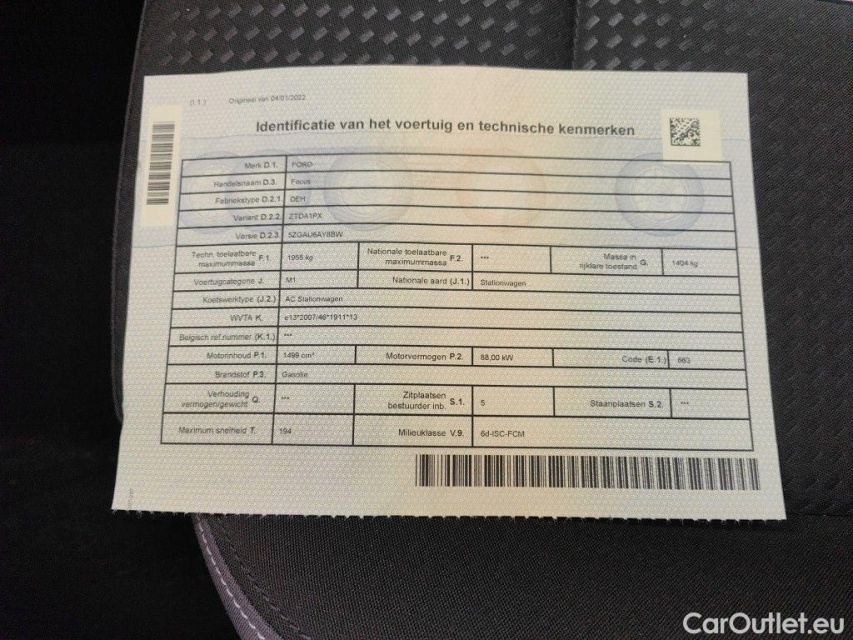 (I.1.) Origineel van 04/01/2022
Identificatie van het voertuig en technische kenmerken
Merk D.1. FORD
Handelsnaam D.3. Focus
Fabriekstype D.2.1. DEH
Variant D.2.2. ZTDA1PX
Versie D.2.3. 5ZGAU6AY8BW
Techn. toelaatbare maximummassa F.1. 1955 kg Nationale toelaatbare maximummassa F.2. --- Massa in rijklare toestand G. 1404 kg
Voertuigcategorie J. M1 Nationale aard (J.1.) Stationwagen
Koetswerktype (J.2.) AC Stationwagen
WVTA K. e13*2007/46*1911*13
Belgisch ref.nummer (K.1.) ---
Motorinhoud P.1. 1499 cm³ Motorvermogen P.2. 88,00 kW Code (E.1.) 663
Brandstof P.3. Gasolie
Verhouding vermogen/gewicht Q. --- Zitplaatsen bestuurder inb. S.1. 5 Staanplaatsen S.2. ---
Maximum snelheid T. 194 Milieuklasse V.9. 6d-ISC-FCM
CarOutlet.eu